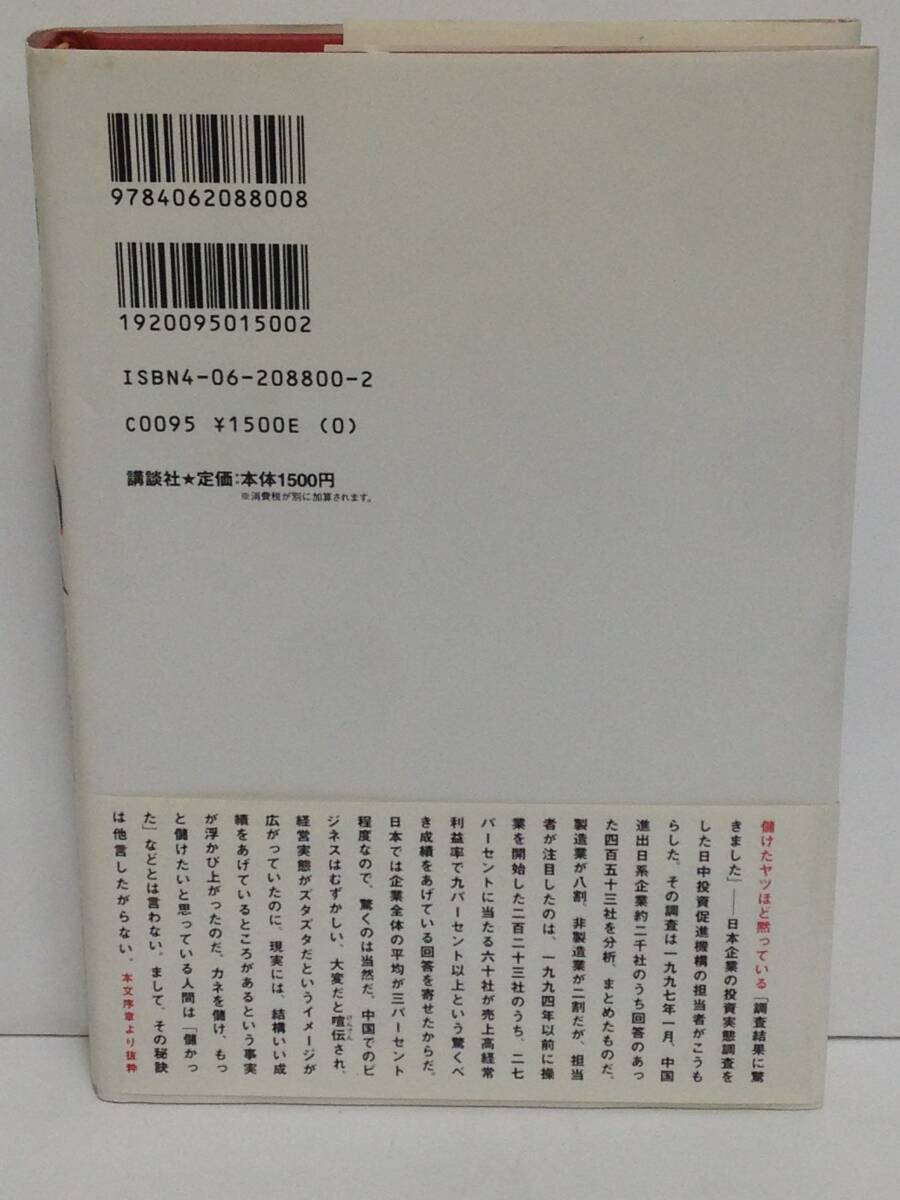 9784062088008
1920095015002
ISBN4-06-208800-2
C0095 ¥1500E (0)
講談社★定価:本体1500円
※消費税が別に加算されます。
儲けたヤツほど黙っている「調査結果に驚
きました」――日本企業の投資実態調査を
した日中投資促進機構の担当者がこうも
らした。その調査は一九九七年一月、中国
進出日系企業約二千社のうち回答のあっ
た四百五十三社を分析、まとめたものだ。
製造業が八割、非製造業が二割だが、担当
者が注目したのは、一九九四年以前に操
業を開始した二百二十三社のうち、二七
パーセントに当たる六十社が売上高経常
利益率で九パーセント以上という驚くべ
き成績をあげている回答を寄せたからだ。
日本では企業全体の平均が三パーセント
程度なので、驚くのは当然だ。中国でのビ
ジネスはむずかしい、大変だと喧伝され、
経営実態がズタズタだというイメージが
広がっていたのに、現実には、結構いい成
績をあげているところがあるという事実
が浮かび上がったのだ。カネを儲け、もっ
と儲けたいと思っている人間は「儲かっ
た」などとは言わない。まして、その秘訣
は他言したがらない。本文序章より抜粋